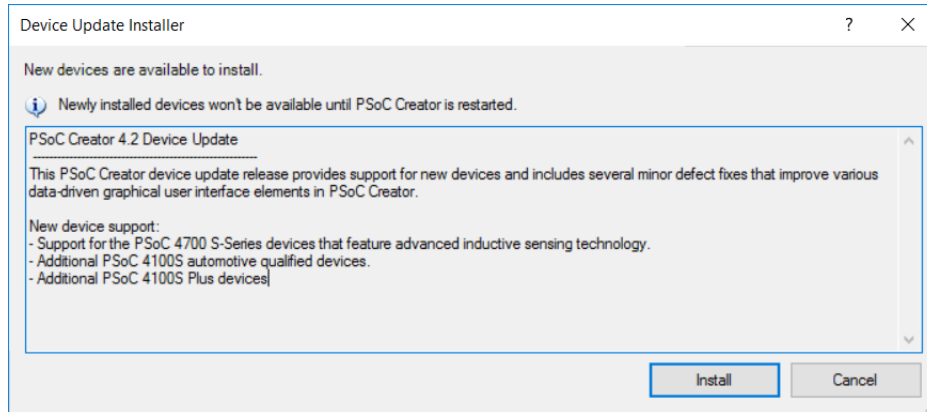 Device Update Installer
?
New devices are available to install.
Newly installed devices won't be available until PSoC Creator is restarted.
PSoC Creator 4.2 Device Update
--------------------------------------------------------
This PSoC Creator device update release provides support for new devices and includes several minor defect fixes that improve various
data-driven graphical user interface elements in PSoC Creator.
New device support:
- Support for the PSoC 4700 S-Series devices that feature advanced inductive sensing technology.
- Additional PSoC 4100S automotive qualified devices.
- Additional PSoC 4100S Plus devices
Install
Cancel